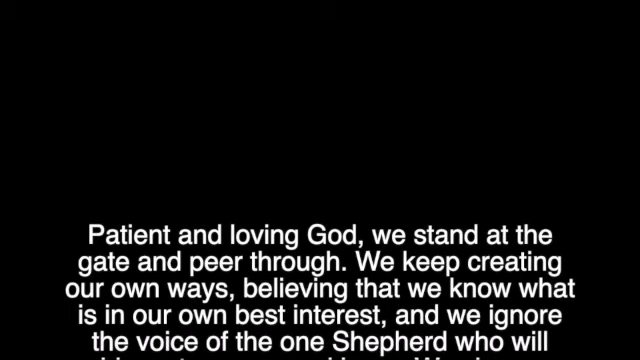 Patient and loving God, we stand at the
gate and peer through. We keep creating
our own ways, believing that we know what
is in our own best interest, and we ignore
the voice of the one Shepherd who will